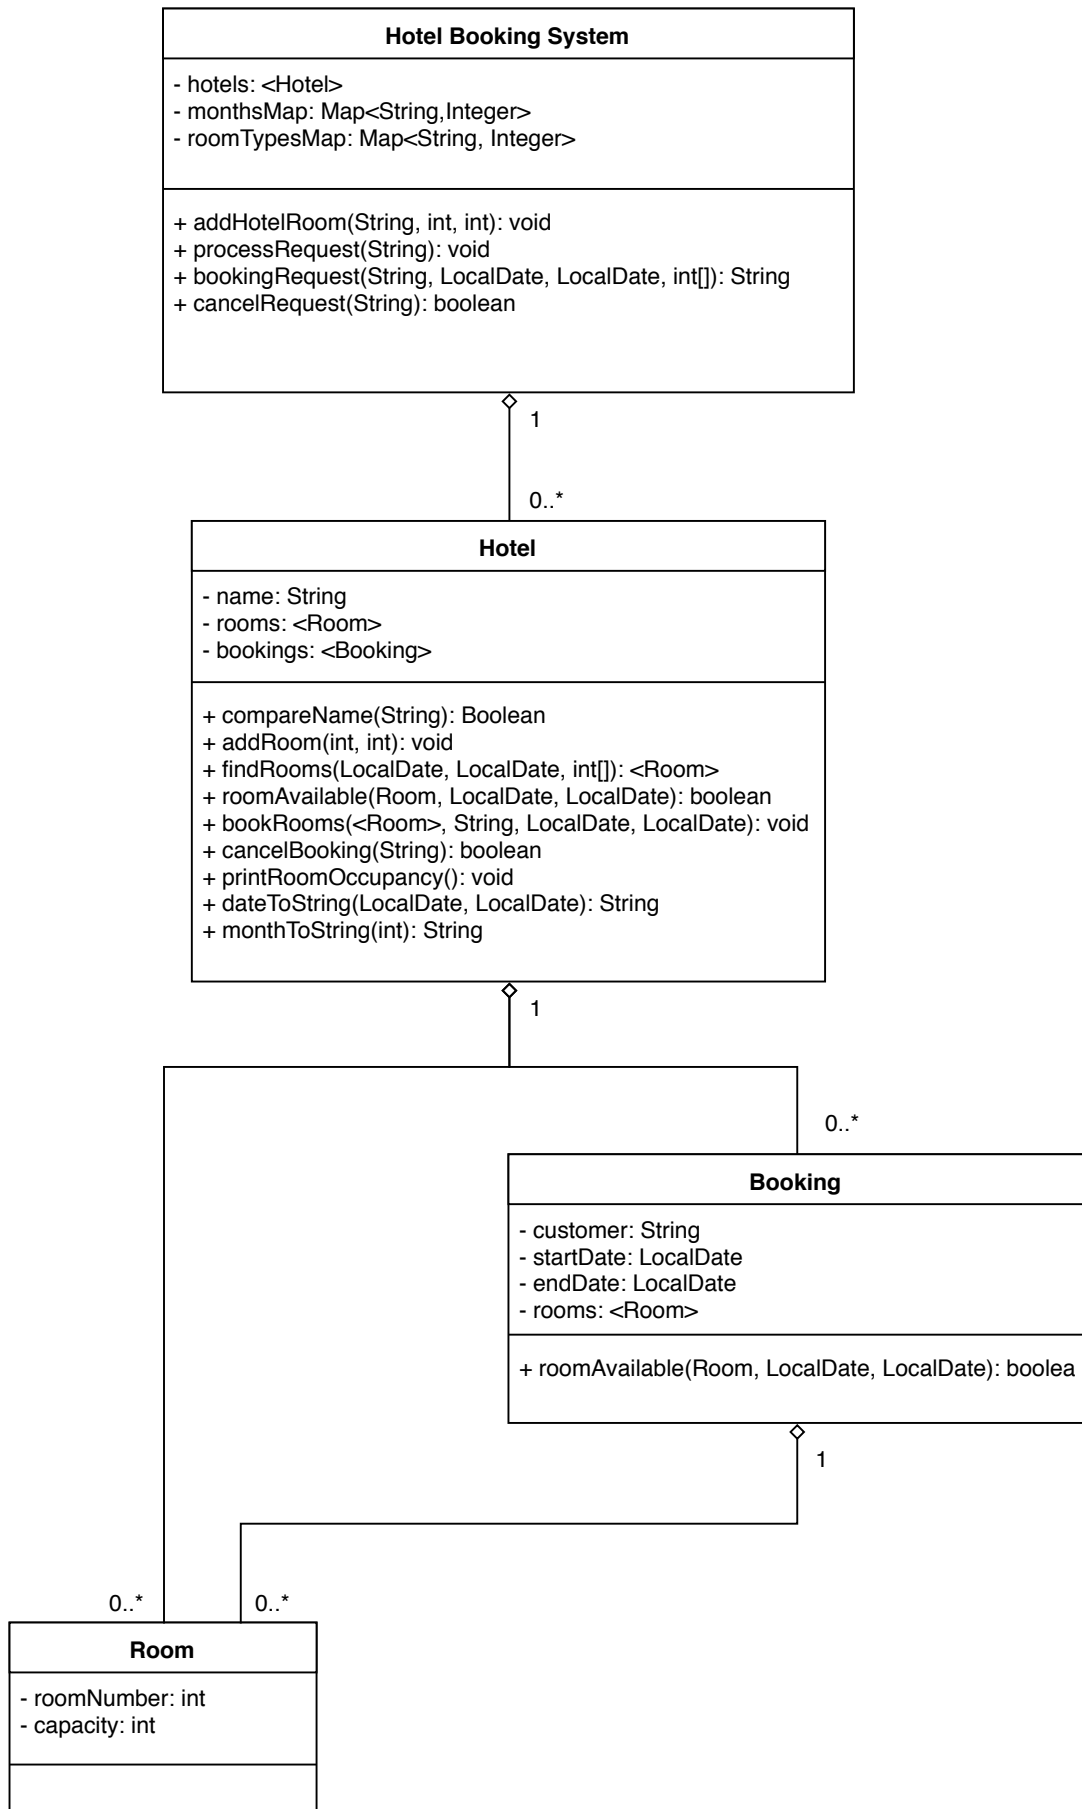 Hotel Booking System
- hotels: <Hotel>
- monthsMap: Map<String,Integer>
- roomTypesMap: Map<String, Integer>
+ addHotelRoom(String, int, int): void
+ processRequest(String): void
+ bookingRequest(String, LocalDate, LocalDate, int[]): String
+ cancelRequest(String): boolean
1
0..*
Hotel
- name: String
- rooms: <Room>
- bookings: <Booking>
+ compareName(String): Boolean
+ addRoom(int, int): void
+ findRooms(LocalDate, LocalDate, int[]): <Room>
+ roomAvailable(Room, LocalDate, LocalDate): boolean
+ bookRooms(<Room>, String, LocalDate, LocalDate): void
+ cancelBooking(String): boolean
+ printRoomOccupancy(): void
+ dateToString(LocalDate, LocalDate): String
+ monthToString(int): String
1
0..*
Booking
- customer: String
- startDate: LocalDate
- endDate: LocalDate
- rooms: <Room>
+ roomAvailable(Room, LocalDate, LocalDate): boolea
1
0..*
0..*
Room
- roomNumber: int
- capacity: int